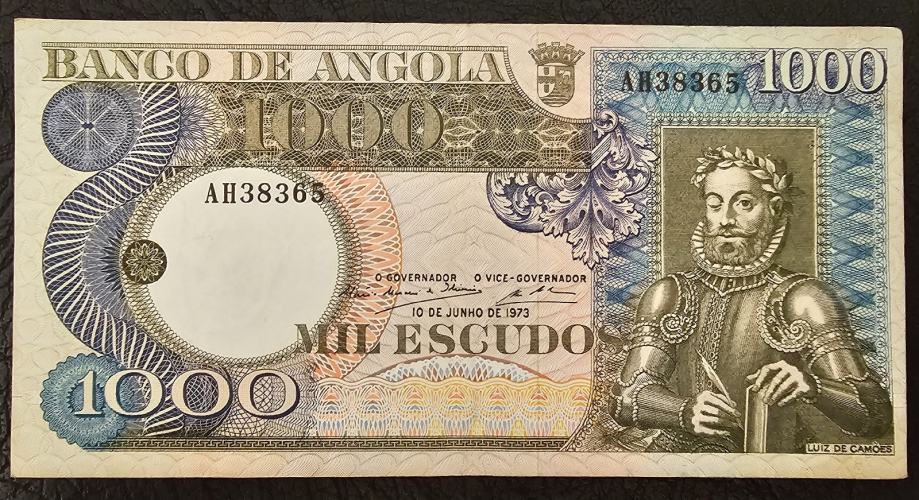 BANCO DE ANGOLA
AH38365 1000
1000
AH38365
O GOVERNADOR O VICE-GOVERNADOR
10 DE JUNHO DE 1973
MIL ESCUDOS
1000
LUIZ DE CAMÕES